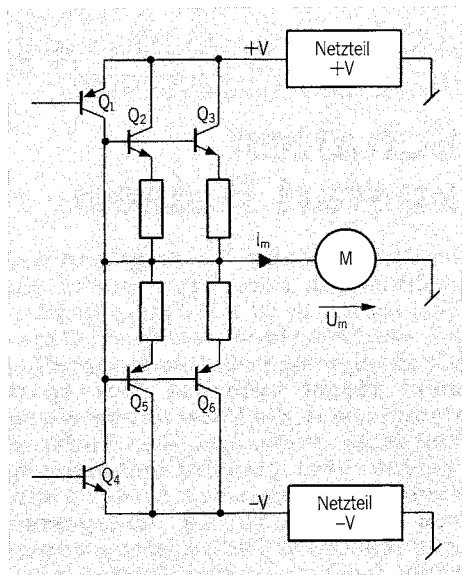 +V
Netzteil
+V
Q1
Q2
Q3
im
M
Um
Q5
Q6
Q4
–V
Netzteil
–V